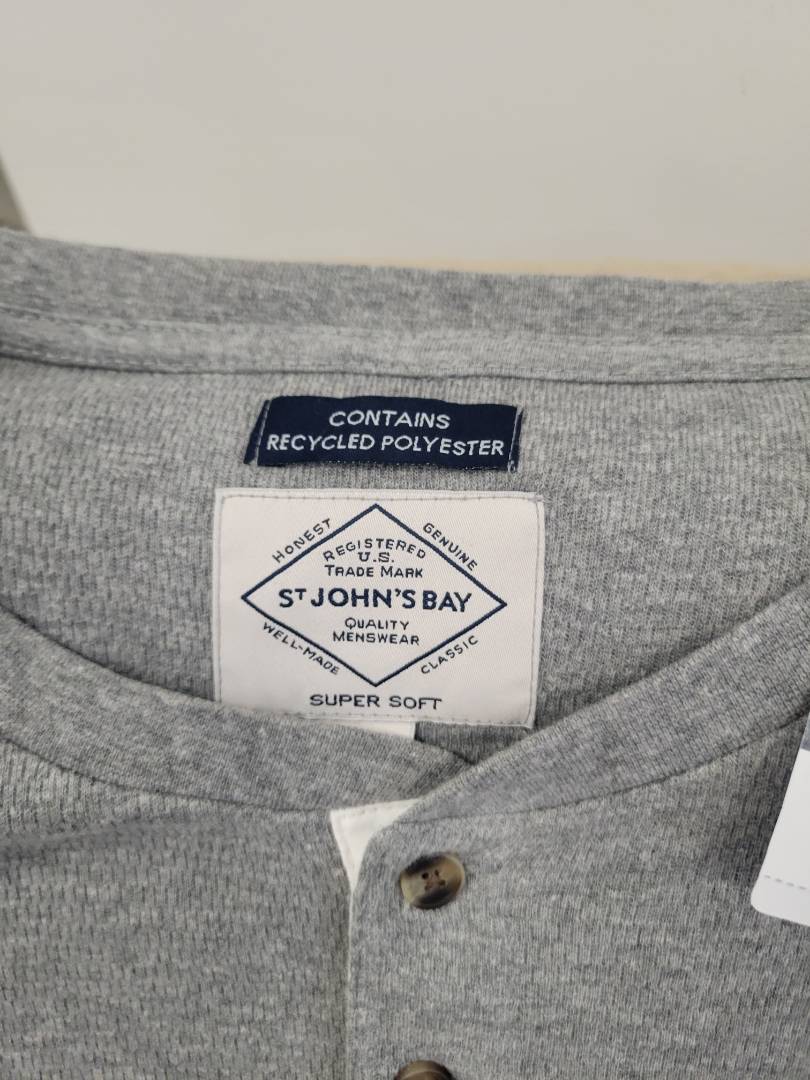 CONTAINS
RECYCLED POLYESTER
HONEST
GENUINE
REGISTERED
U.S.
TRADE MARK
ST JOHN'S BAY
QUALITY
MENSWEAR
WELL-MADE
CLASSIC
SUPER SOFT